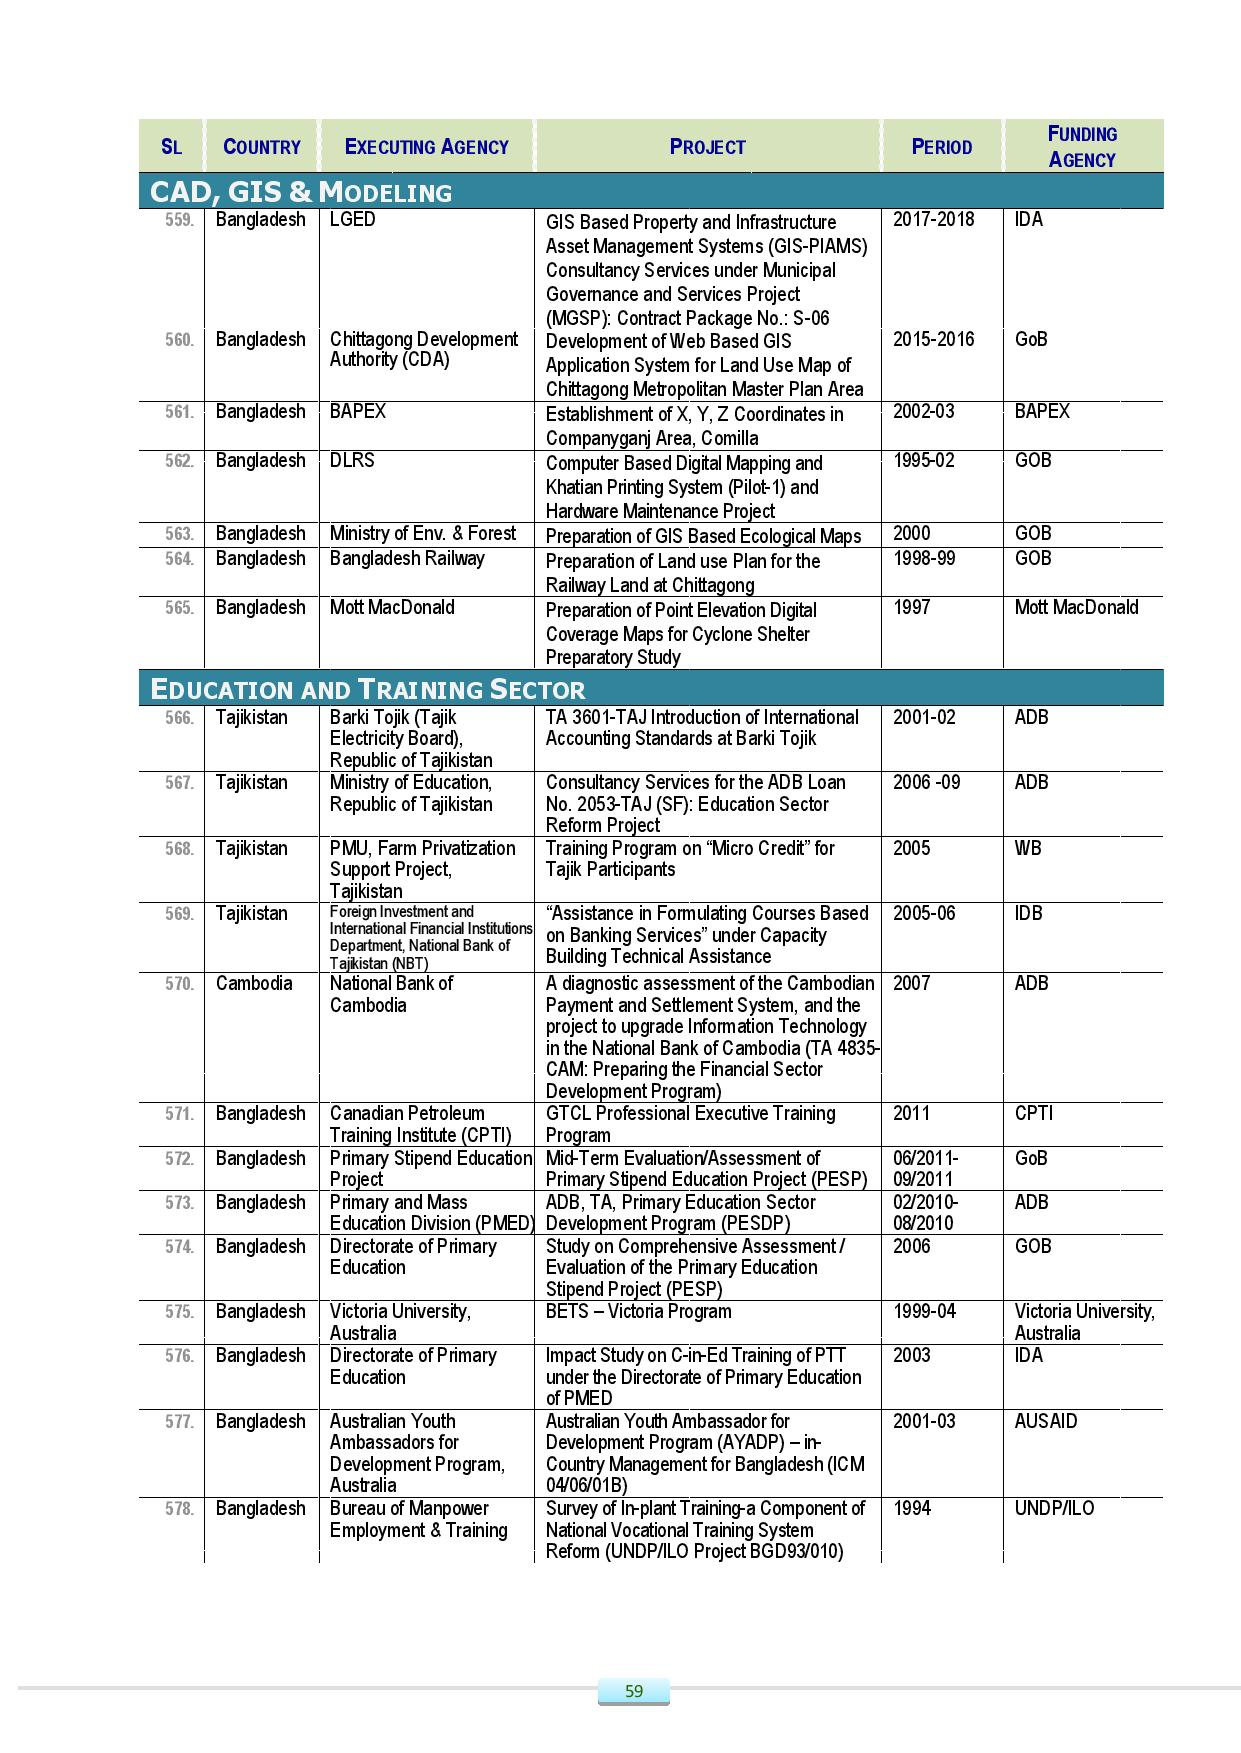 SL COUNTRY EXECUTING AGENCY PROJECT PERIOD FUNDING
AGENCY
CAD, GIS & MODELING
559. Bangladesh LGED GIS Based Property and Infrastructure 2017-2018 IDA
Asset Management Systems (GIS-PIAMS)
Consultancy Services under Municipal
Governance and Services Project
(MGSP): Contract Package No.: S-06
560. Bangladesh Chittagong Development Development of Web Based GIS 2015-2016 GoB
Authority (CDA) Application System for Land Use Map of
Chittagong Metropolitan Master Plan Area
561. Bangladesh BAPEX Establishment of X, Y, Z Coordinates in 2002-03 BAPEX
Companyganj Area, Comilla
562. Bangladesh DLRS Computer Based Digital Mapping and 1995-02 GOB
Khatian Printing System (Pilot-1) and
Hardware Maintenance Project
563. Bangladesh Ministry of Env. & Forest Preparation of GIS Based Ecological Maps 2000 GOB
564. Bangladesh Bangladesh Railway Preparation of Land use Plan for the 1998-99 GOB
Railway Land at Chittagong
565. Bangladesh Mott MacDonald Preparation of Point Elevation Digital 1997 Mott MacDonald
Coverage Maps for Cyclone Shelter
Preparatory Study
EDUCATION AND TRAINING SECTOR
566. Tajikistan Barki Tojik (Tajik TA 3601-TAJ Introduction of International 2001-02 ADB
Electricity Board), Accounting Standards at Barki Tojik
Republic of Tajikistan
567. Tajikistan Ministry of Education, Consultancy Services for the ADB Loan 2006 -09 ADB
Republic of Tajikistan No. 2053-TAJ (SF): Education Sector
Reform Project
568. Tajikistan PMU, Farm Privatization Training Program on “Micro Credit” for 2005 WB
Support Project, Tajik Participants
Tajikistan
569. Tajikistan Foreign Investment and “Assistance in Formulating Courses Based 2005-06 IDB
International Financial Institutions on Banking Services” under Capacity
Department, National Bank of Building Technical Assistance
Tajikistan (NBT)
570. Cambodia National Bank of A diagnostic assessment of the Cambodian 2007 ADB
Cambodia Payment and Settlement System, and the
project to upgrade Information Technology
in the National Bank of Cambodia (TA 4835-
CAM: Preparing the Financial Sector
Development Program)
571. Bangladesh Canadian Petroleum GTCL Professional Executive Training 2011 CPTI
Training Institute (CPTI) Program
572. Bangladesh Primary Stipend Education Mid-Term Evaluation/Assessment of 06/2011- GoB
Project Primary Stipend Education Project (PESP) 09/2011
573. Bangladesh Primary and Mass ADB, TA, Primary Education Sector 02/2010- ADB
Education Division (PMED) Development Program (PESDP) 08/2010
574. Bangladesh Directorate of Primary Study on Comprehensive Assessment / 2006 GOB
Education Evaluation of the Primary Education
Stipend Project (PESP)
575. Bangladesh Victoria University, BETS – Victoria Program 1999-04 Victoria University,
Australia Australia
576. Bangladesh Directorate of Primary Impact Study on C-in-Ed Training of PTT 2003 IDA
Education under the Directorate of Primary Education
of PMED
577. Bangladesh Australian Youth Australian Youth Ambassador for 2001-03 AUSAID
Ambassadors for Development Program (AYADP) – in-
Development Program, Country Management for Bangladesh (ICM
Australia 04/06/01B)
578. Bangladesh Bureau of Manpower Survey of In-plant Training-a Component of 1994 UNDP/ILO
Employment & Training National Vocational Training System
Reform (UNDP/ILO Project BGD93/010)
59